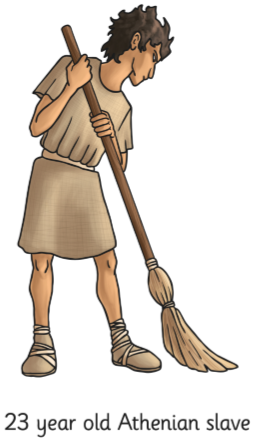 23 year old Athenian slave